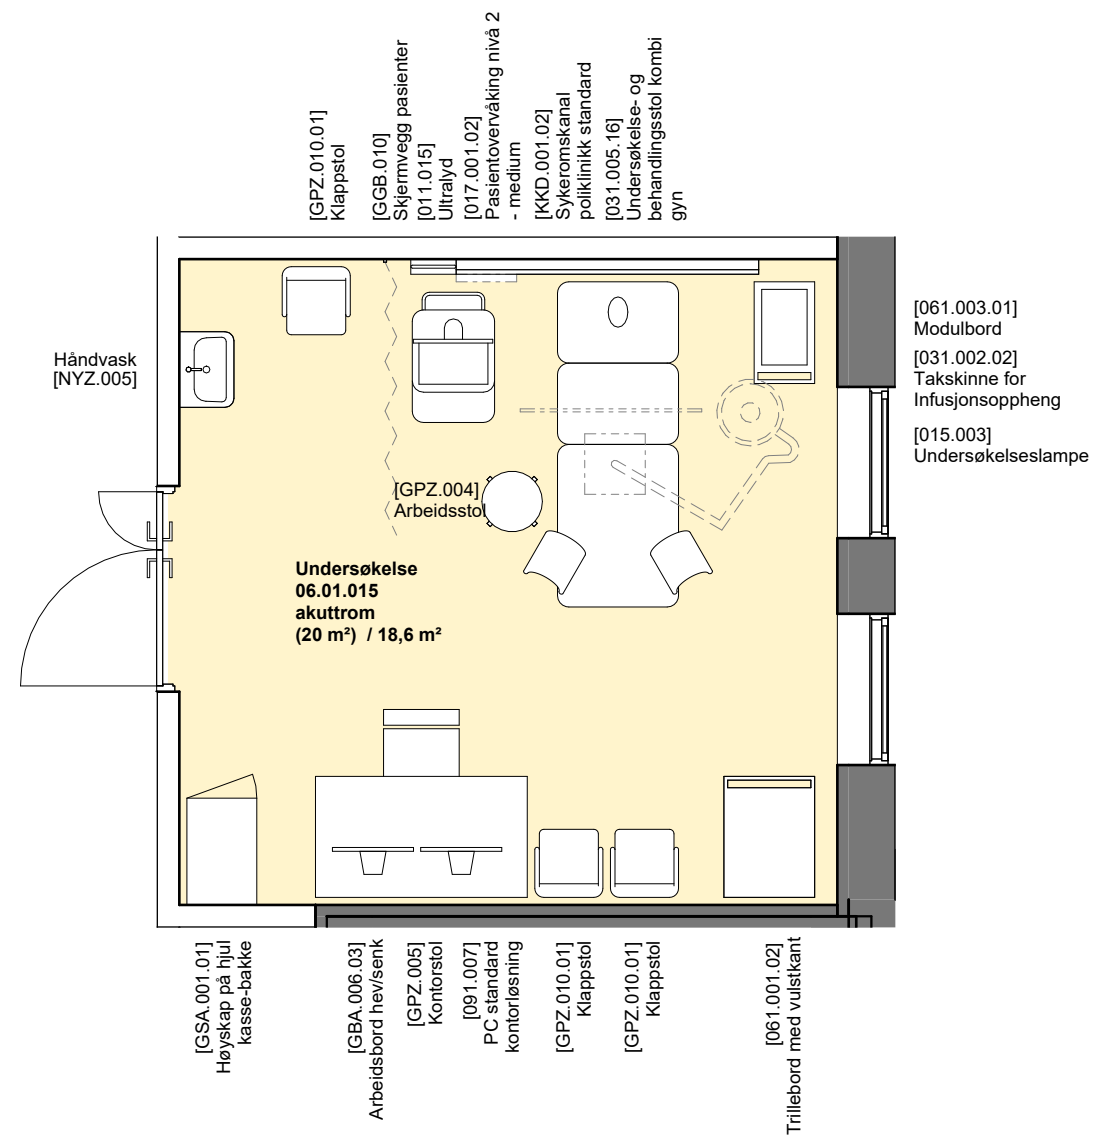 [GPZ.010.01]
Klappstol
[GGB.010]
Skjermvegg pasienter
[011.015]
Ultralyd
[017.001.02]
Pasientovervåking nivå 2
- medium
[KKD.001.02]
Sykeromskanal
poliklinikk standard
[031.005.16]
Undersøkelse- og
behandlingsstol kombi
gyn
[061.003.01]
Modulbord
[031.002.02]
Takskinne for
Infusjonsoppheng
[015.003]
Undersøkelseslampe
Håndvask
[NYZ.005]
[GPZ.004]
Arbeidsstol
Undersøkelse
06.01.015
akuttrom
(20 m²) / 18,6 m²
[GSA.001.01]
Høyskap på hjul
kasse-bakke
[GBA.006.03]
Arbeidsbord hev/senk
[GPZ.005]
Kontorstol
[091.007]
PC standard
kontorløsning
[GPZ.010.01]
Klappstol
[GPZ.010.01]
Klappstol
[061.001.02]
Trillebord med vulstkant